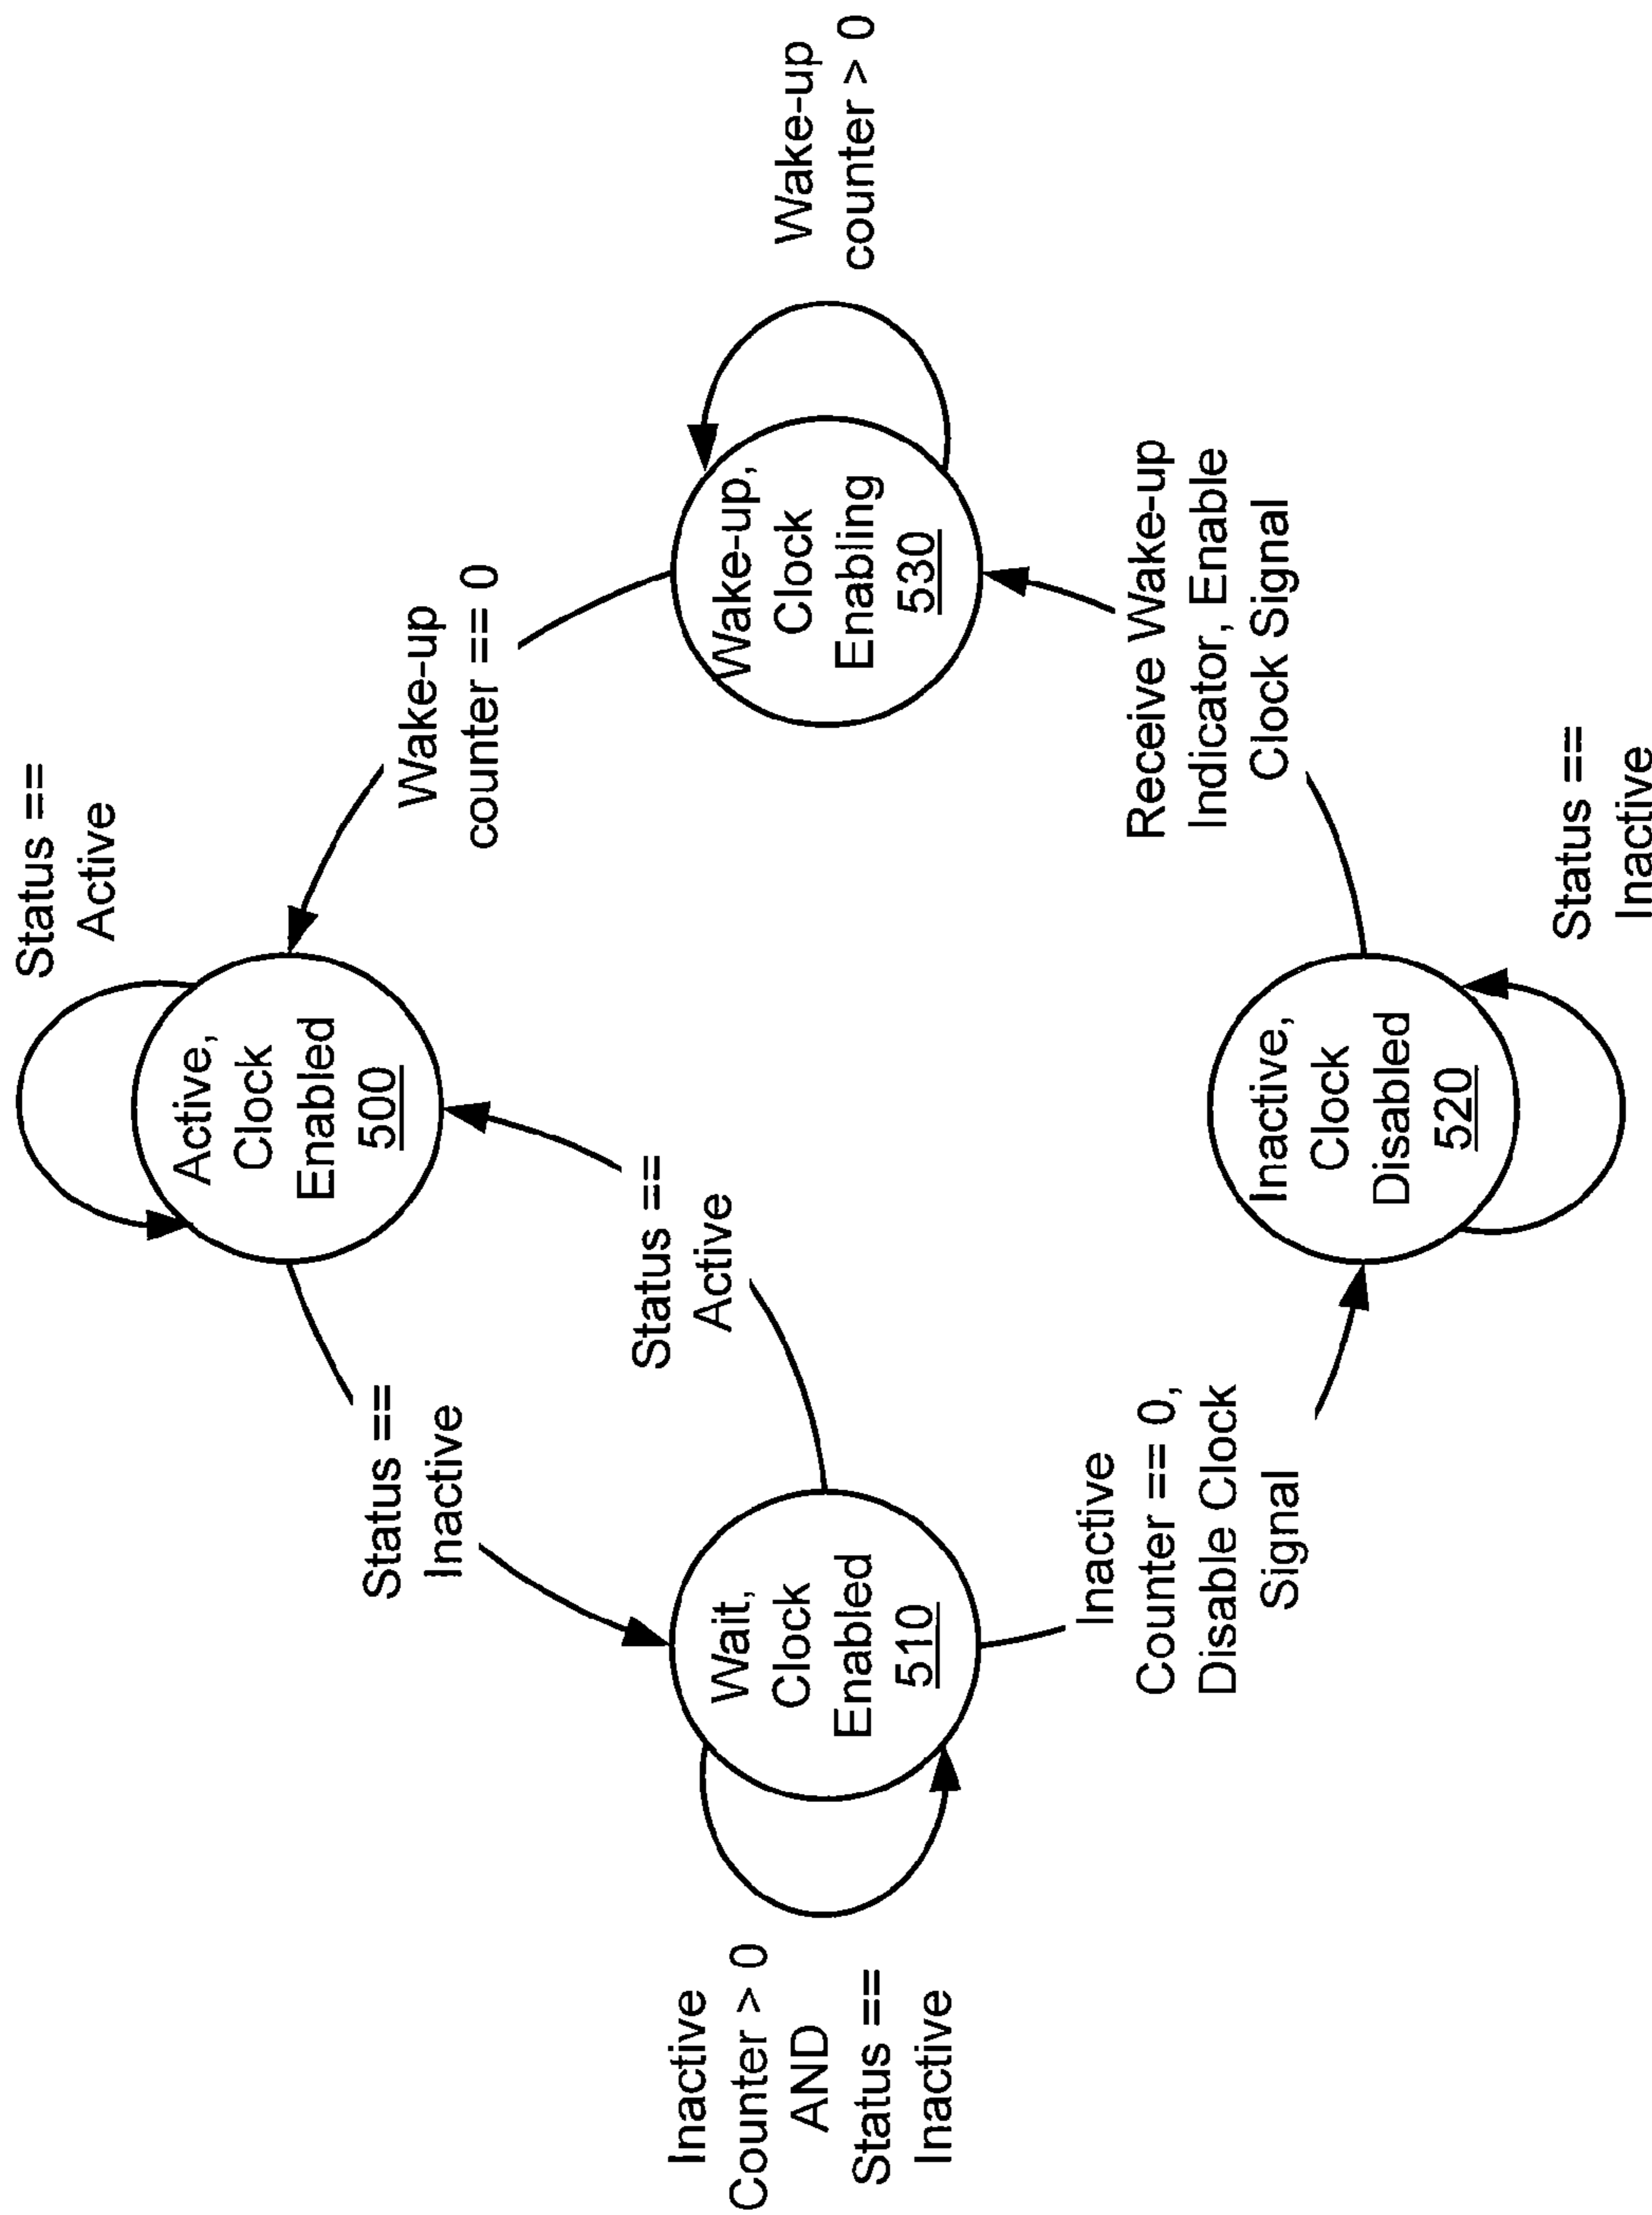 Status ==
Active
Active,
Clock
Enabled
500
Status ==
Inactive
Wake-up
counter == 0
Status ==
Active
Inactive
Counter > 0
AND
Status ==
Inactive
Wait,
Clock
Enabled
510
Wake-up,
Clock
Enabling
530
Wake-up
counter > 0
Inactive
Counter == 0,
Disable Clock
Signal
Receive Wake-up
Indicator, Enable
Clock Signal
Inactive,
Clock
Disabled
520
Status ==
Inactive